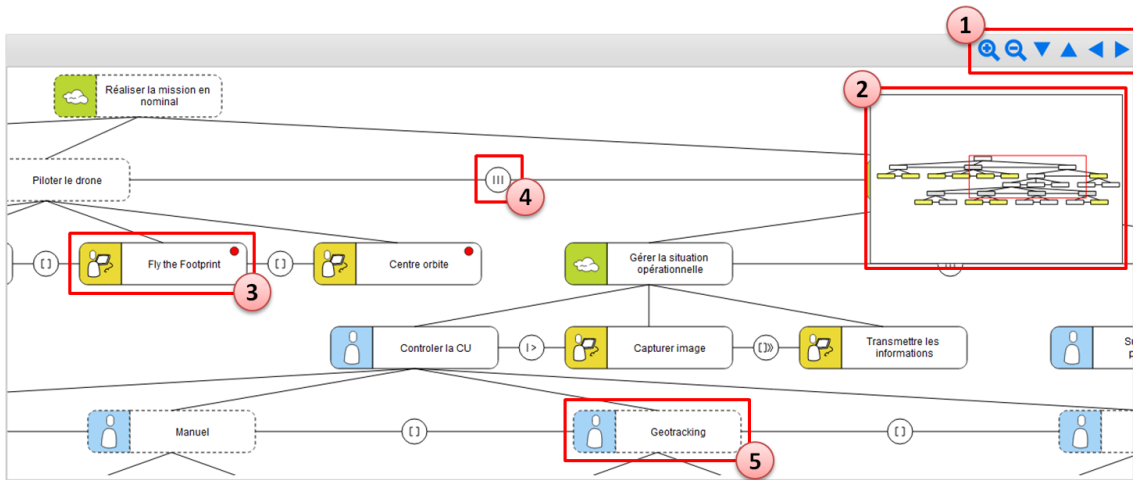 1
2
Réaliser la mission en
nominal
Piloter le drone
|||
4
[]
Fly the Footprint
3
[]
Centre orbite
Gérer la situation
opérationnelle
|||
Controler la CU
|>
Capturer image
[]»
Transmettre les
informations
Su
p
Manuel
[]
Geotracking
5
[]